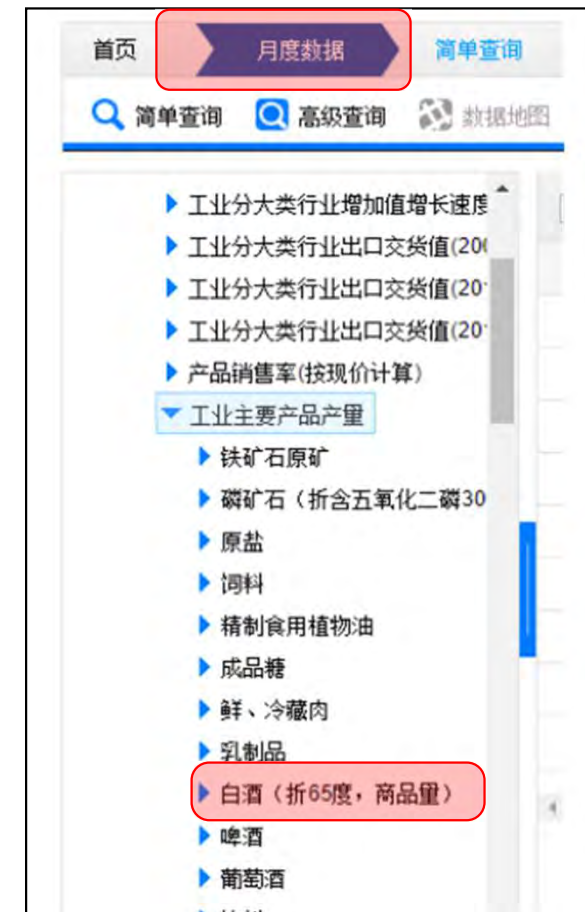 首页 月度数据 简单查询
简单查询 高级查询 数据地图
工业分大类行业增加值增长速度
工业分大类行业出口交货值(200
工业分大类行业出口交货值(20
工业分大类行业出口交货值(20
产品销售率(按现价计算)
工业主要产品产量
铁矿石原矿
磷矿石（折含五氧化二磷30
原盐
饲料
精制食用植物油
成品糖
鲜、冷藏肉
乳制品
白酒（折65度，商品量）
啤酒
葡萄酒